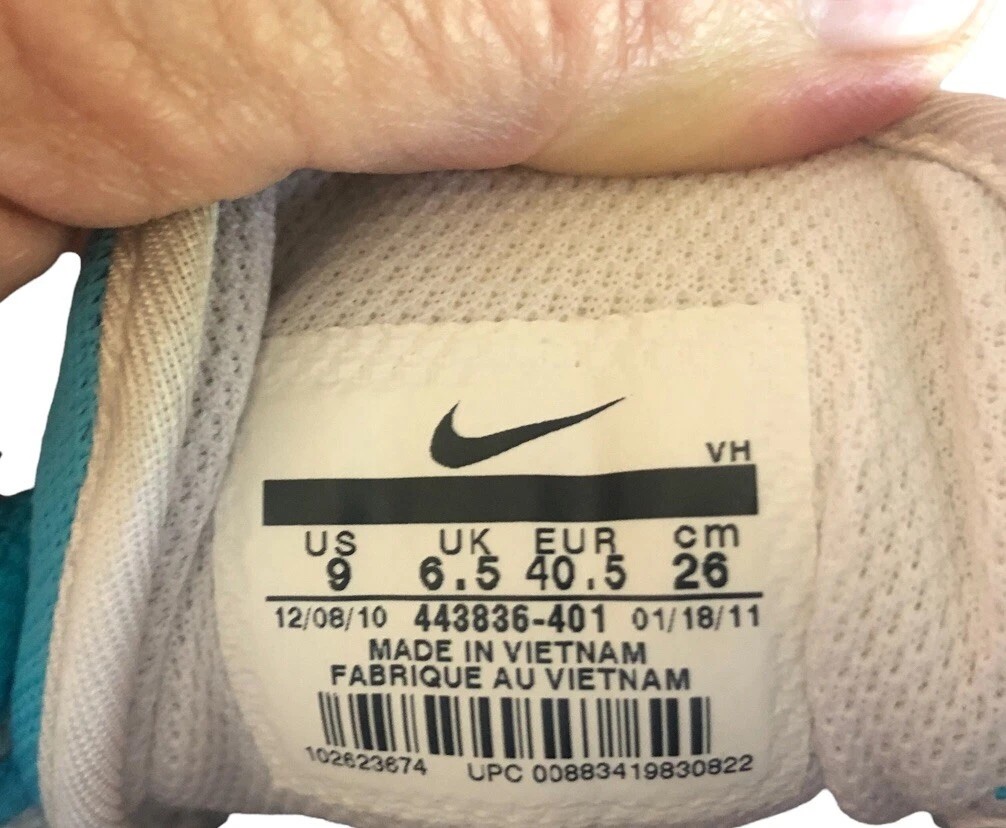 VH
US UK EUR cm
9 6.5 40.5 26
12/08/10 443836-401 01/18/11
MADE IN VIETNAM
FABRIQUE AU VIETNAM
102623674 UPC 00883419830822